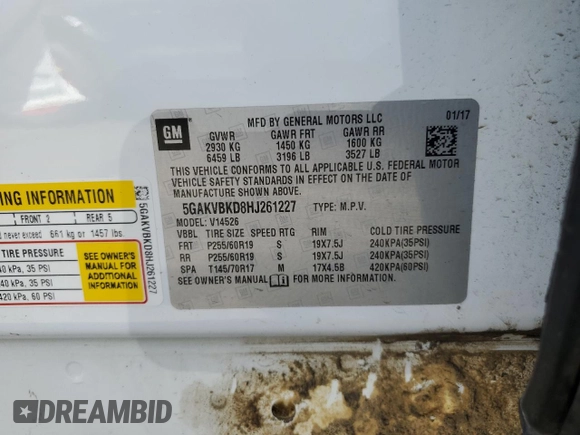 GM
MFD BY GENERAL MOTORS LLC 01/17
GVWR GAWR FRT GAWR RR
2930 KG 1450 KG 1600 KG
6459 LB 3196 LB 3527 LB
THIS VEHICLE CONFORMS TO ALL APPLICABLE U.S. FEDERAL MOTOR
VEHICLE SAFETY STANDARDS IN EFFECT ON THE DATE OF
MANUFACTURE SHOWN ABOVE.
5GAKVBKD8HJ261227 TYPE: M.P.V.
MODEL: V14526
VBBL TIRE SIZE SPEED RTG RIM COLD TIRE PRESSURE
FRT P255/60R19 S 19X7.5J 240KPA(35PSI)
RR P255/60R19 S 19X7.5J 240KPA(35PSI)
SPA T145/70R17 M 17X4.5B 420KPA(60PSI)
SEE OWNER'S MANUAL i FOR MORE INFORMATION.
ING INFORMATION
FRONT 2 REAR 5
never exceed 661 kg or 1457 lbs.
TIRE PRESSURE
kPa, 35 PSI
kPa, 35 PSI
420 kPa, 60 PSI
SEE OWNER'S
MANUAL FOR
ADDITIONAL
INFORMATION
5GAKVBKD8HJ261227
DREAMBID